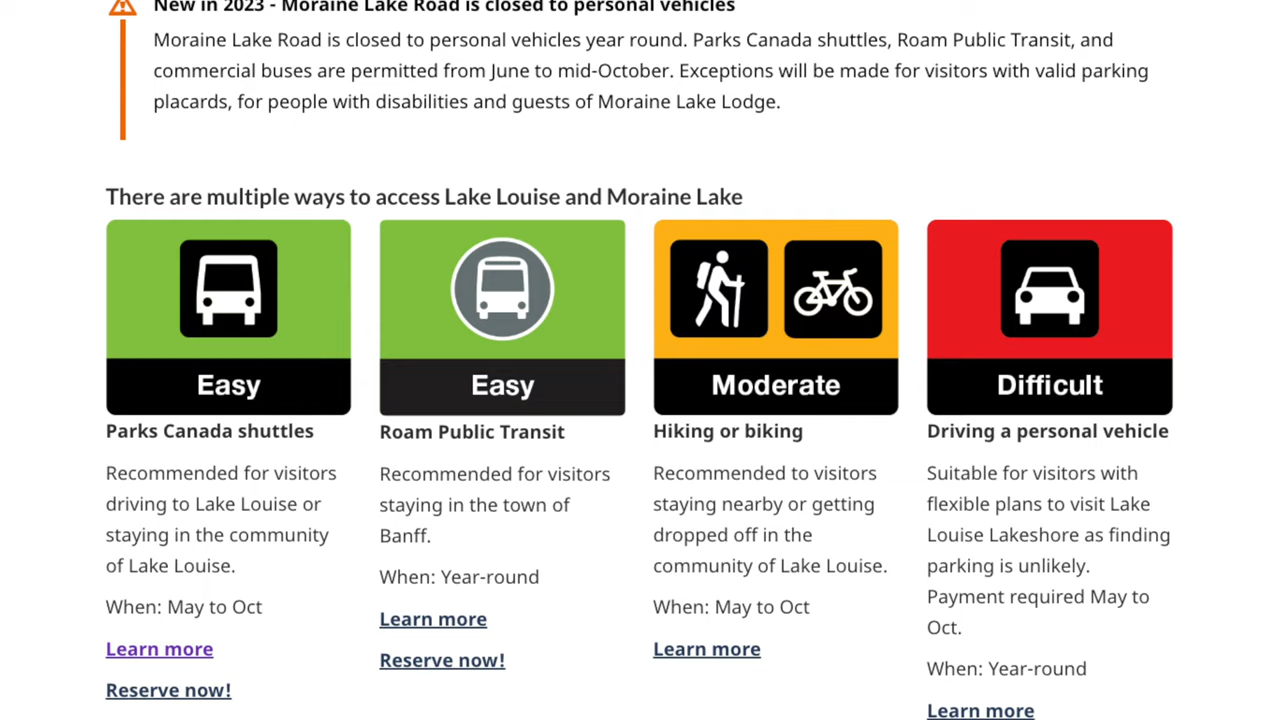 New in 2023 - Moraine Lake Road is closed to personal vehicles
Moraine Lake Road is closed to personal vehicles year round. Parks Canada shuttles, Roam Public Transit, and
commercial buses are permitted from June to mid-October. Exceptions will be made for visitors with valid parking
placards, for people with disabilities and guests of Moraine Lake Lodge.
There are multiple ways to access Lake Louise and Moraine Lake
Easy
Parks Canada shuttles
Recommended for visitors
driving to Lake Louise or
staying in the community
of Lake Louise.
When: May to Oct
Learn more
Reserve now!
Easy
Roam Public Transit
Recommended for visitors
staying in the town of
Banff.
When: Year-round
Learn more
Reserve now!
Moderate
Hiking or biking
Recommended to visitors
staying nearby or getting
dropped off in the
community of Lake Louise.
When: May to Oct
Learn more
Difficult
Driving a personal vehicle
Suitable for visitors with
flexible plans to visit Lake
Louise Lakeshore as finding
parking is unlikely.
Payment required May to
Oct.
When: Year-round
Learn more